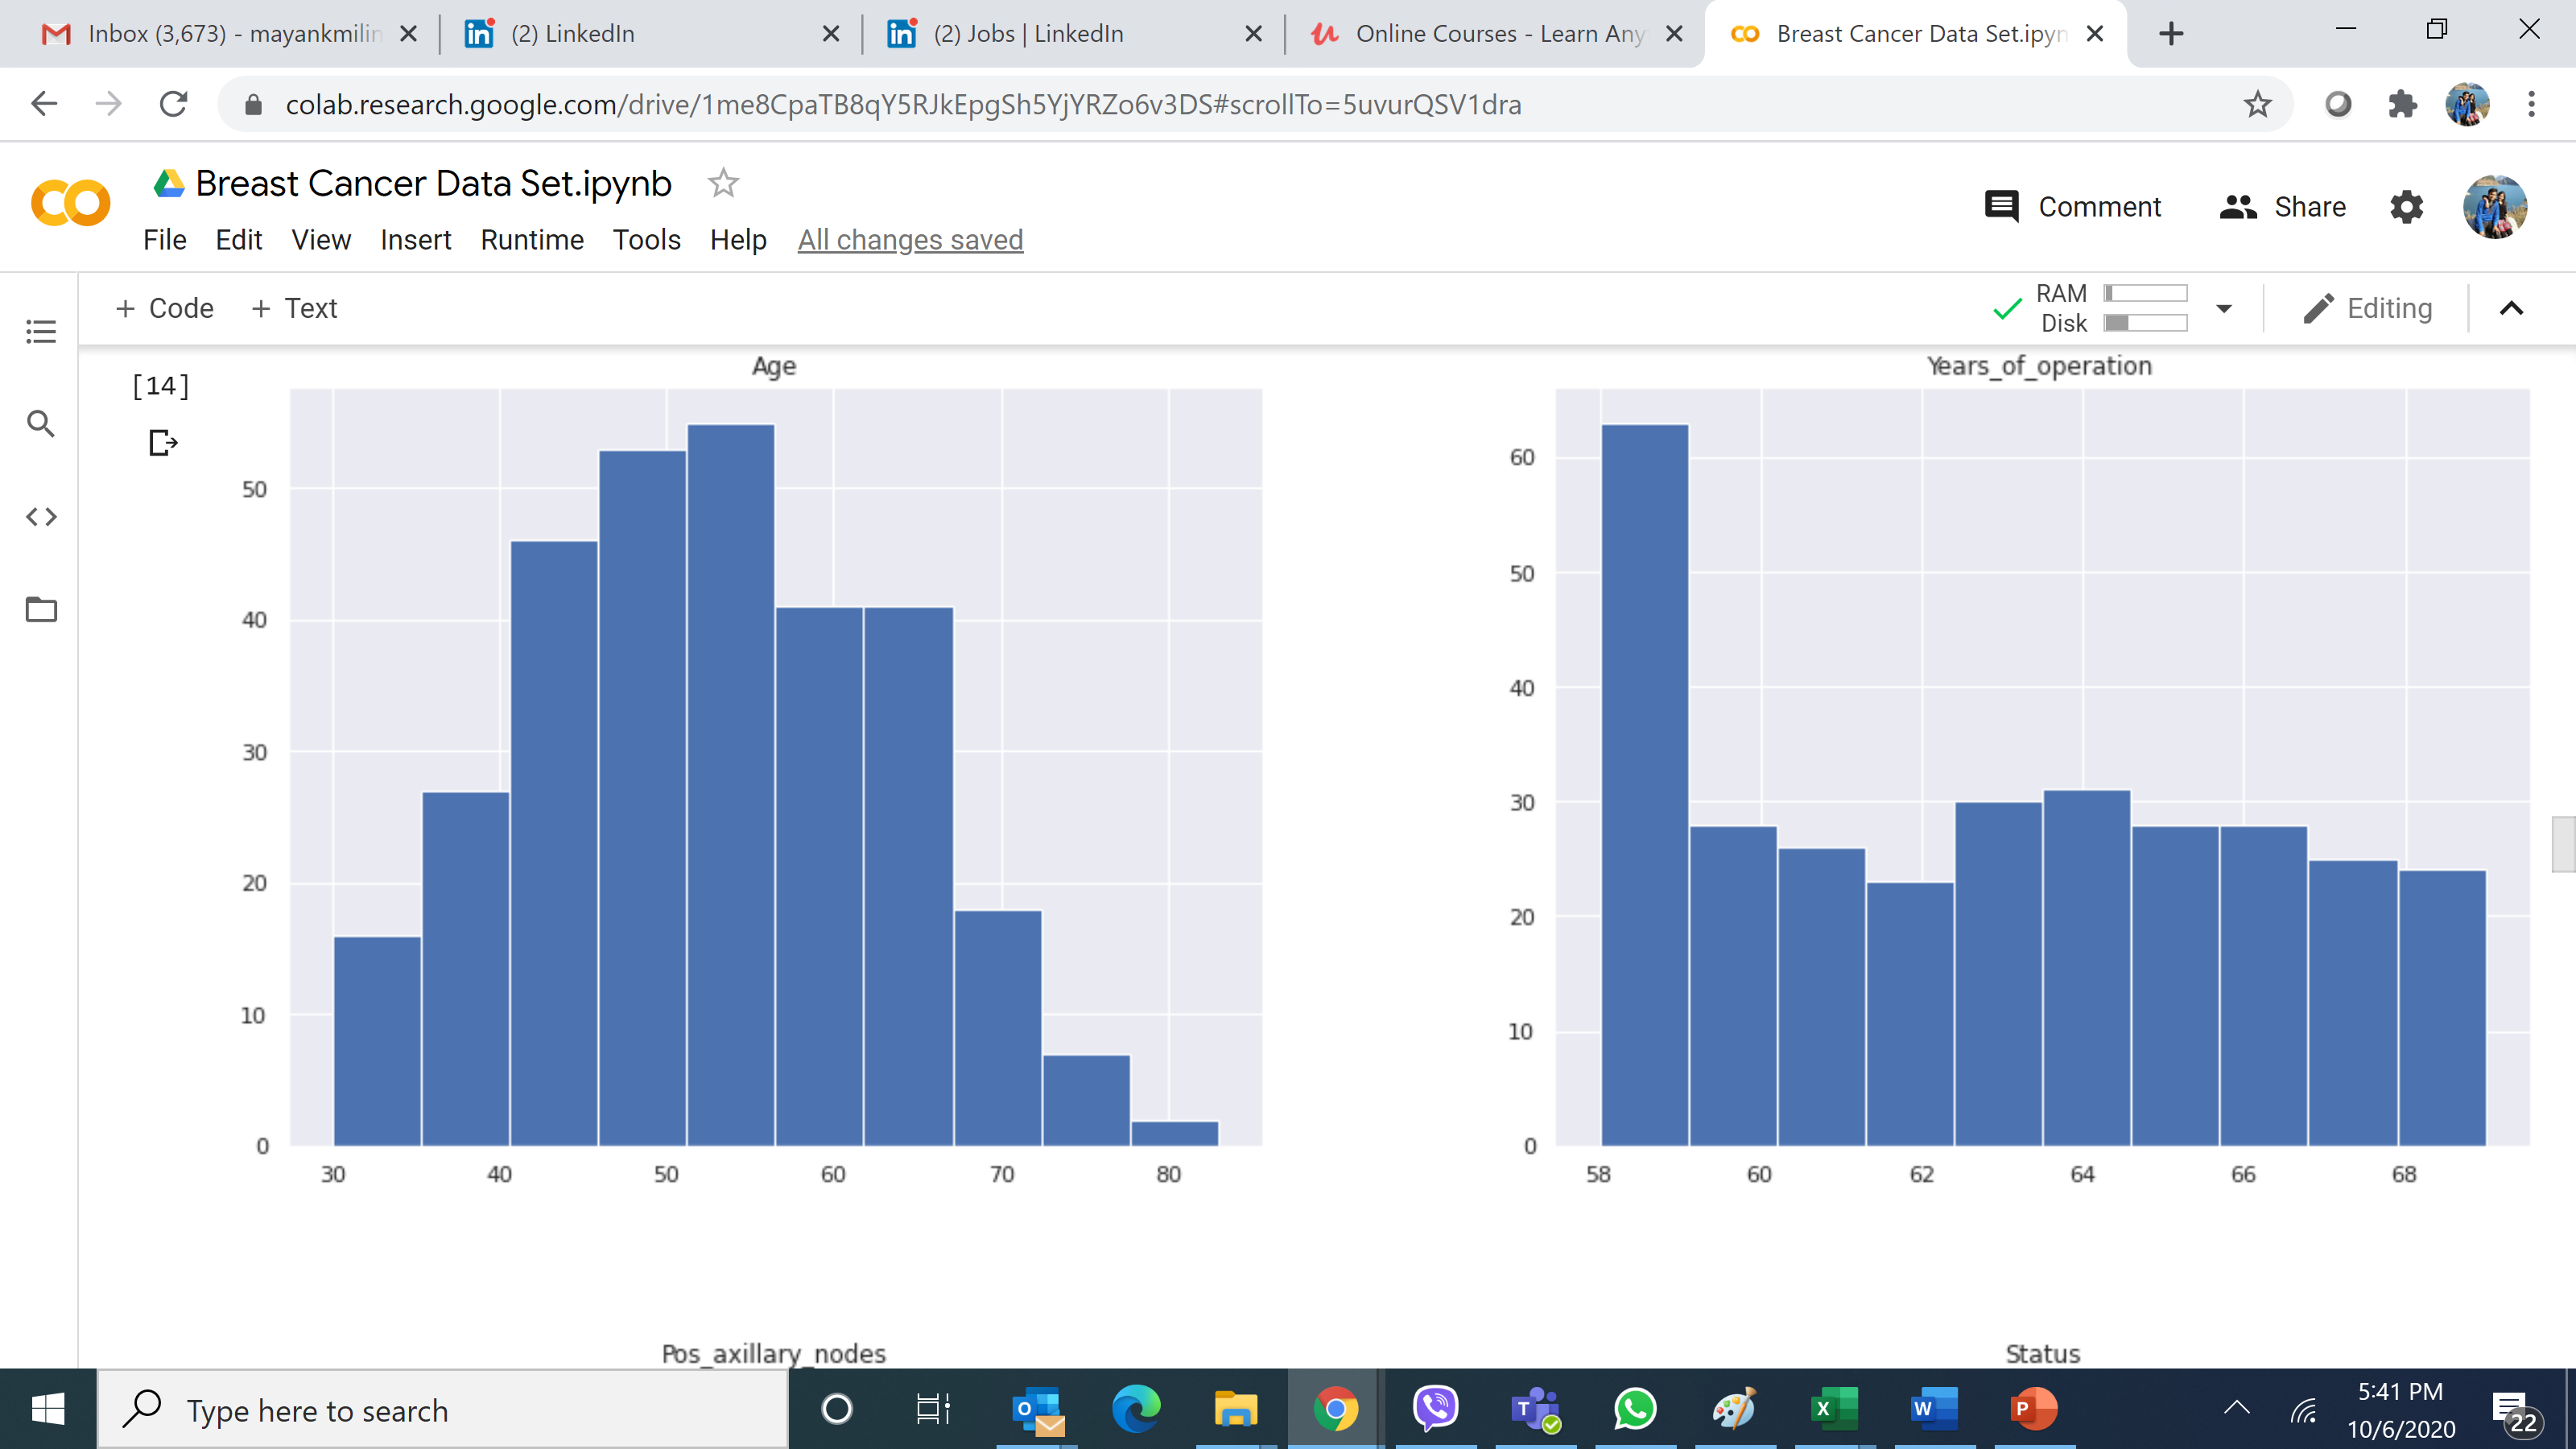 Inbox (3,673) - mayankmilin
(2) LinkedIn
(2) Jobs | LinkedIn
Online Courses - Learn Any
Breast Cancer Data Set.ipyn
colab.research.google.com/drive/1me8CpaTB8qY5RJkEpgSh5YjYRZo6v3DS#scrollTo=5uvurQSV1dra
Breast Cancer Data Set.ipynb
Comment
Share
File Edit View Insert Runtime Tools Help All changes saved
+ Code + Text
RAM
Disk
Editing
[14]
Age
50
40
30
20
10
0
30 40 50 60 70 80
Years_of_operation
60
50
40
30
20
10
0
58 60 62 64 66 68
Pos_axillary_nodes
Status
Type here to search
5:41 PM
10/6/2020
22